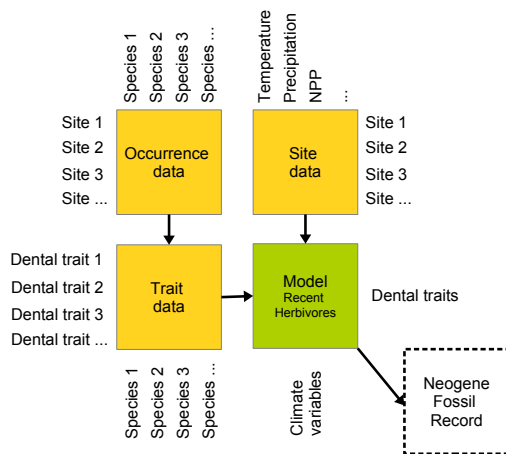 Species 1
Species 2
Species 3
Species ...
Temperature
Precipitation
NPP
...
Site 1
Site 2
Site 3
Site ...
Occurrence
data
Site
data
Site 1
Site 2
Site 3
Site ...
Dental trait 1
Dental trait 2
Dental trait 3
Dental trait ...
Trait
data
Model
Recent
Herbivores
Dental traits
Species 1
Species 2
Species 3
Species ...
Climate
variables
Neogene
Fossil
Record